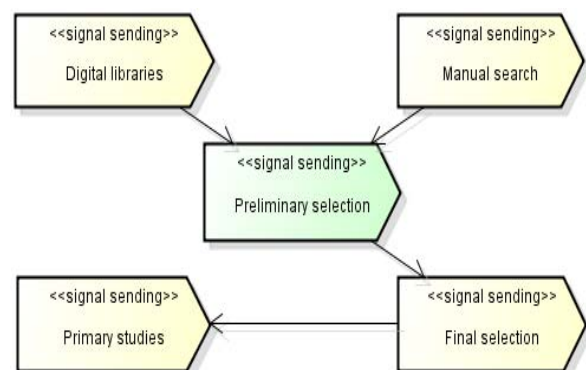 <<signal sending>>
Digital libraries
<<signal sending>>
Manual search
<<signal sending>>
Preliminary selection
<<signal sending>>
Primary studies
<<signal sending>>
Final selection